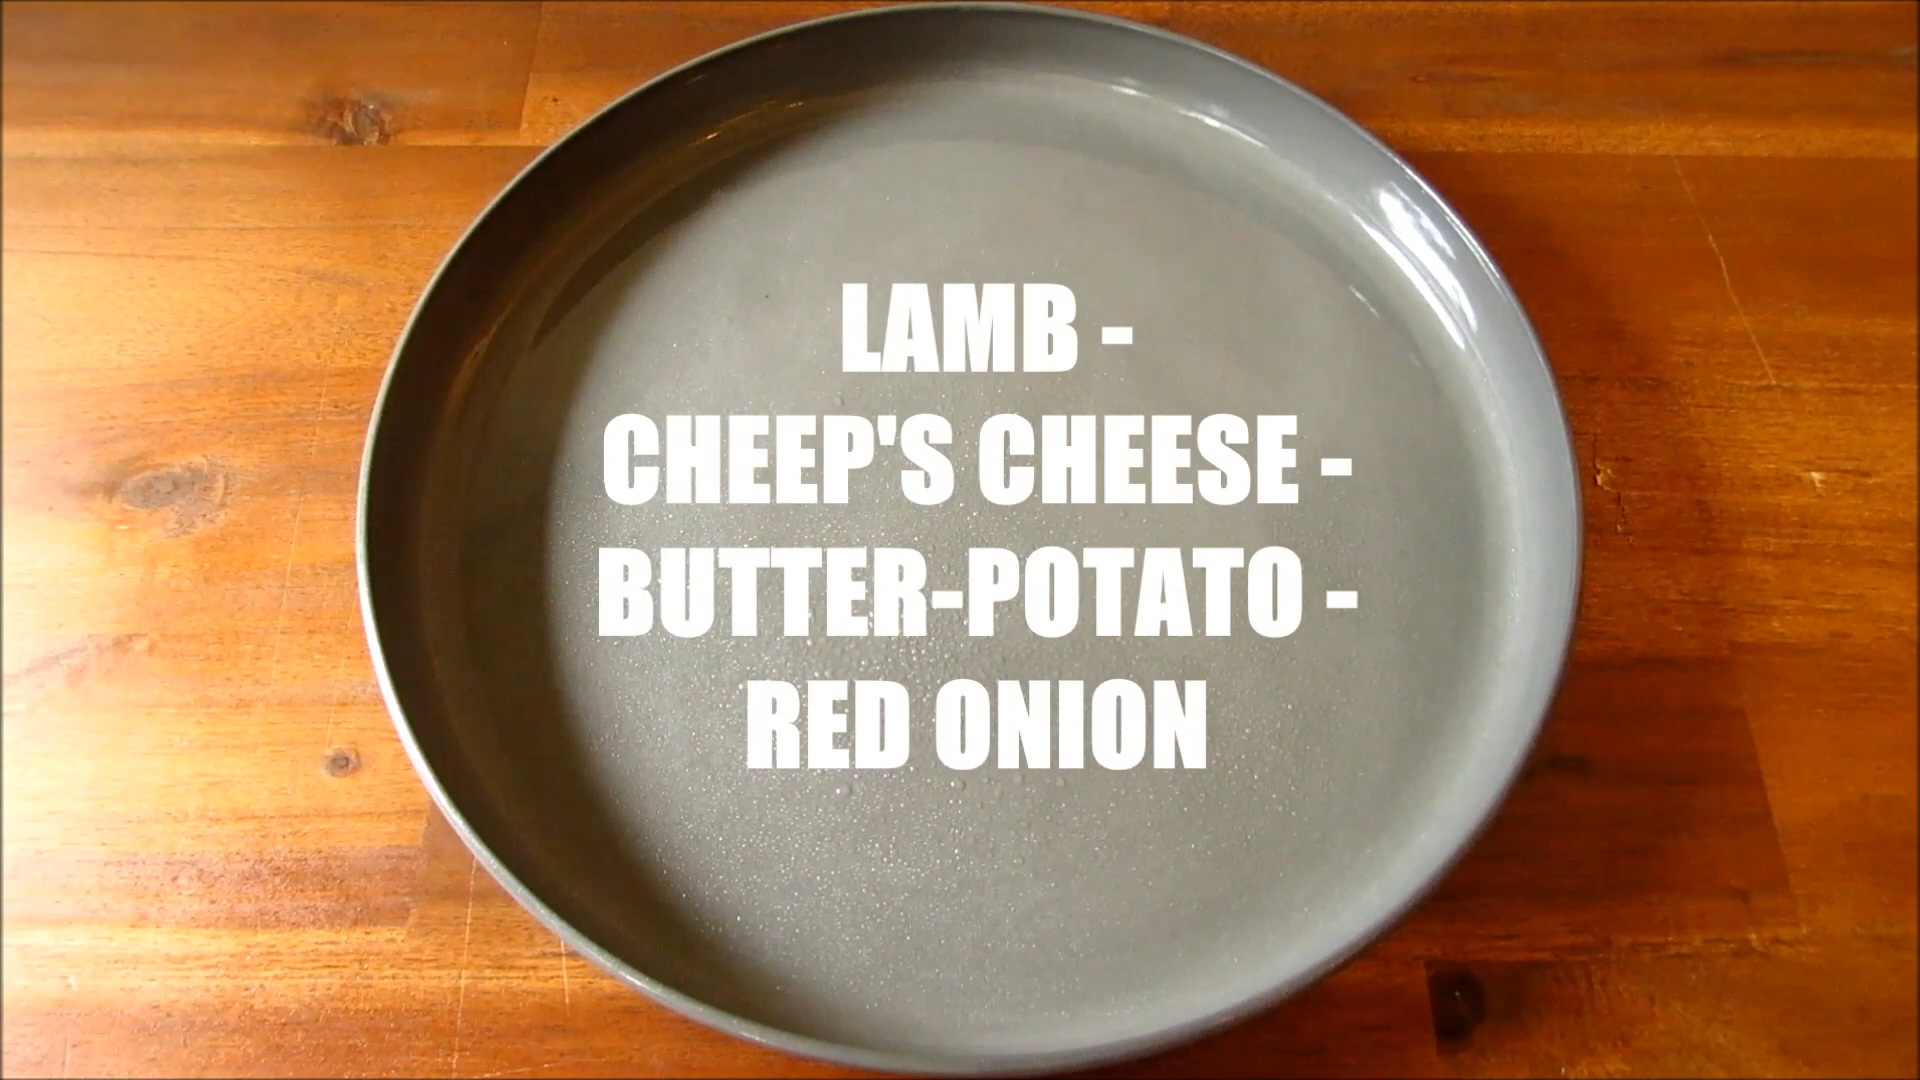 LAMB -
CHEEP'S CHEESE -
BUTTER-POTATO -
RED ONION